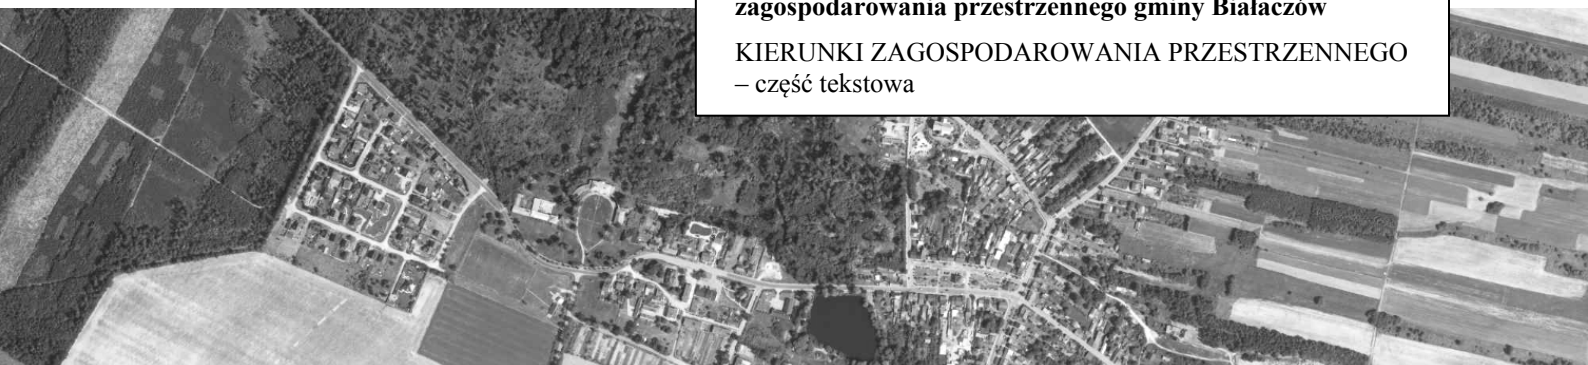 zagospodarowania przestrzennego gminy Białaczów
KIERUNKI ZAGOSPODAROWANIA PRZESTRZENNEGO
– część tekstowa